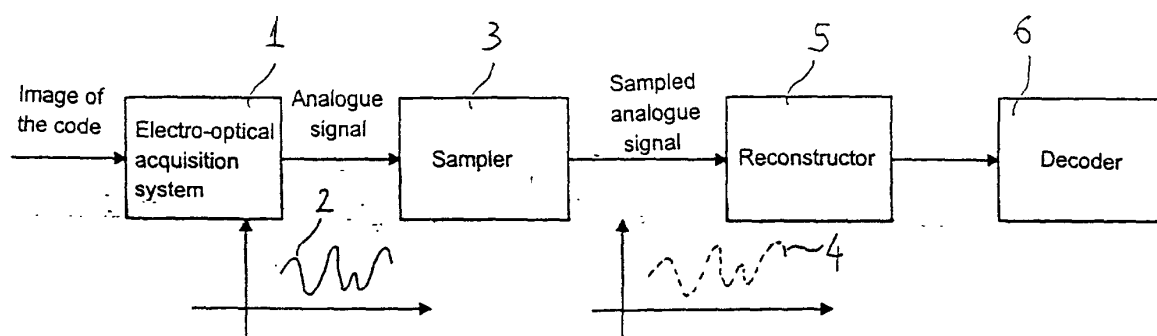 1
3
5
6
Image of
the code
Electro-optical
acquisition
system
Analogue
signal
Sampler
Sampled
analogue
signal
Reconstructor
Decoder
2
4